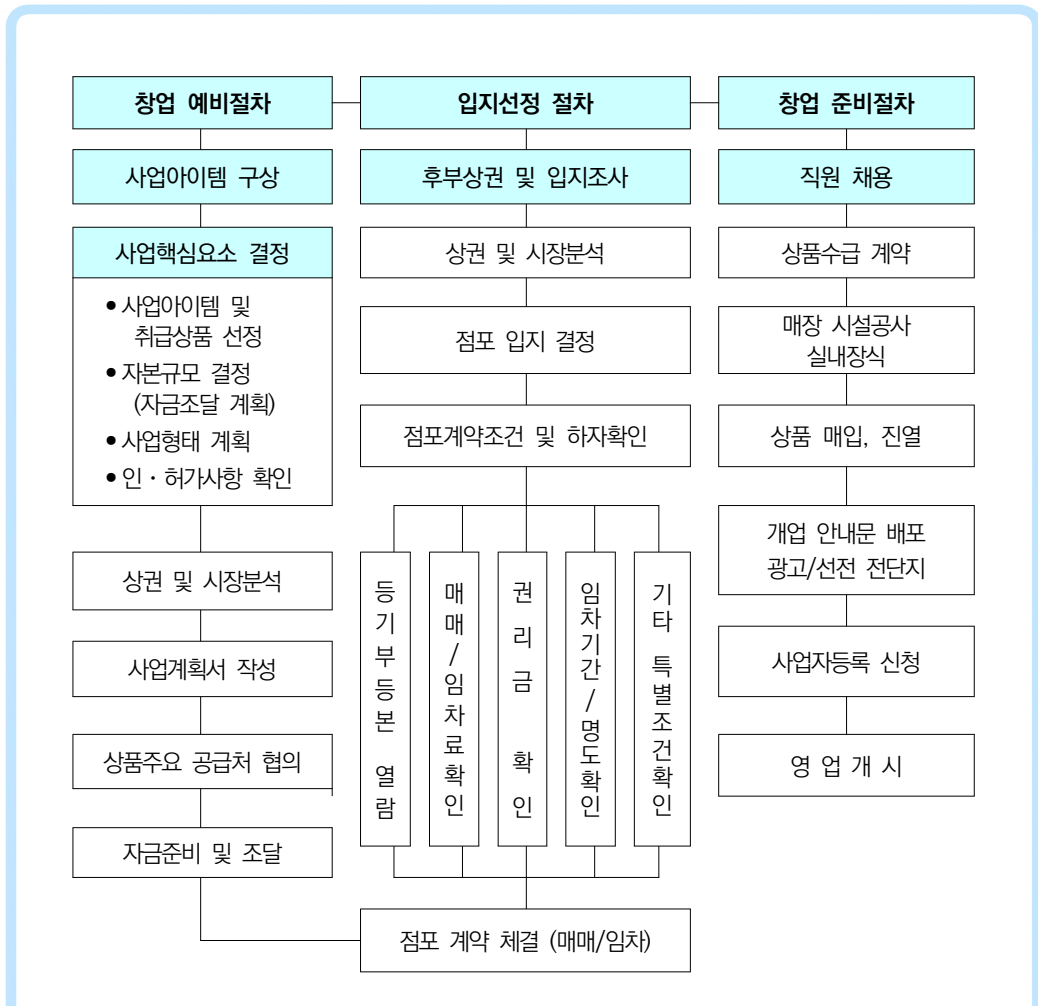 창업 예비절차
사업아이템 구상
사업핵심요소 결정
• 사업아이템 및
취급상품 선정
• 자본규모 결정
(자금조달 계획)
• 사업형태 계획
• 인 · 허가사항 확인
상권 및 시장분석
사업계획서 작성
상품주요 공급처 협의
자금준비 및 조달
입지선정 절차
후부상권 및 입지조사
상권 및 시장분석
점포 입지 결정
점포계약조건 및 하자확인
등기부등본 열람
매매/임차료확인
권리금 확인
임차기간/명도확인
기타 특별조건확인
점포 계약 체결 (매매/임차)
창업 준비절차
직원 채용
상품수급 계약
매장 시설공사
실내장식
상품 매입, 진열
개업 안내문 배포
광고/선전 전단지
사업자등록 신청
영 업 개 시